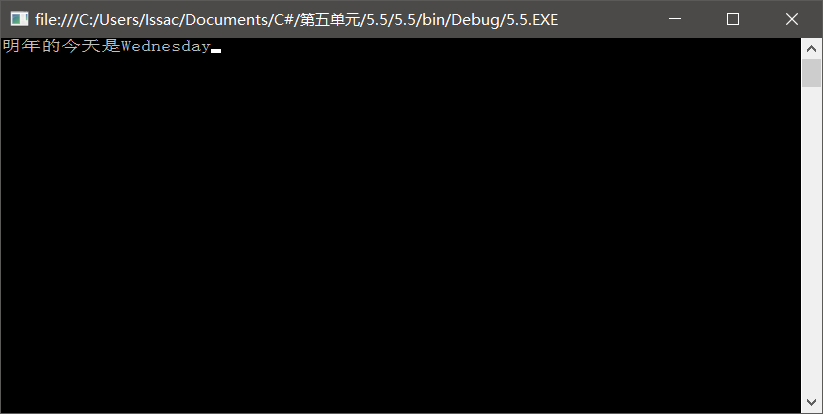 file:///C:/Users/Issac/Documents/C#/第五单元/5.5/5.5/bin/Debug/5.5.EXE
明年的今天是Wednesday